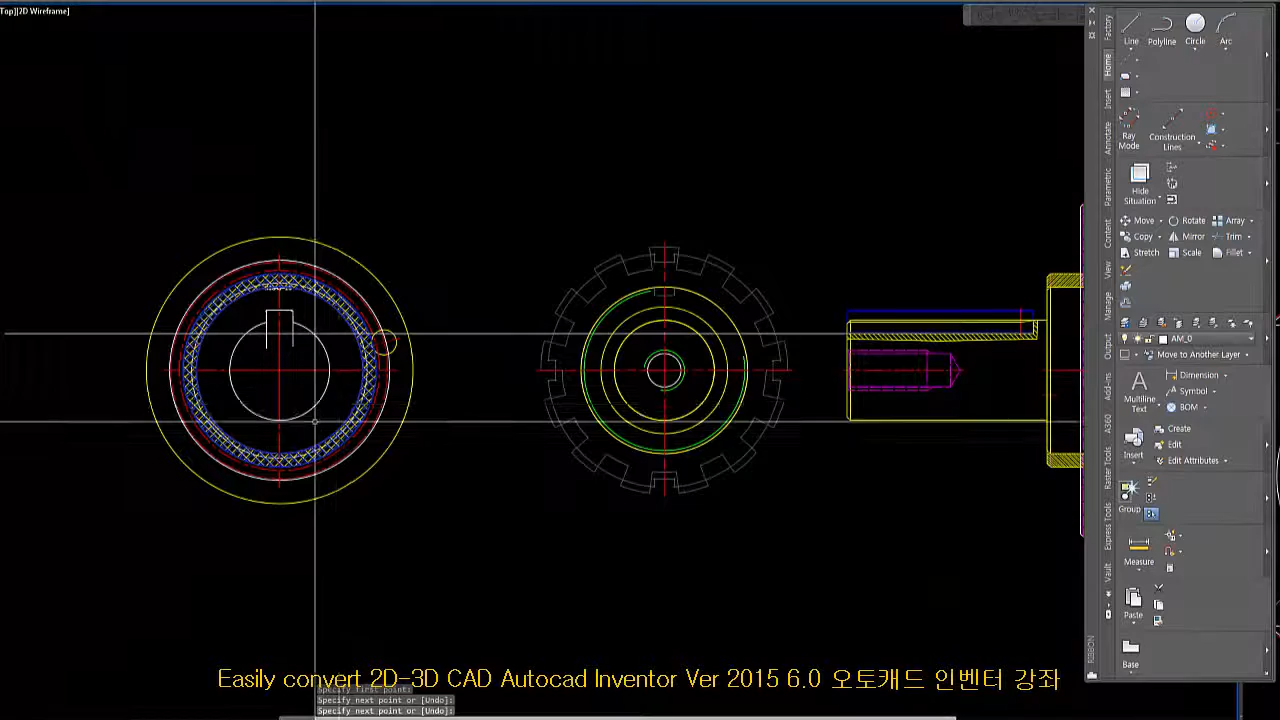 Top][2D Wireframe]
Factory
Line
Polyline
Circle
Arc
Home
Insert
Annotate
Ray
Mode
Construction
Lines
Parametric
Hide
Situation
Content
Move
Rotate
Array
Copy
Mirror
Trim
Stretch
Scale
Fillet
View
Manage
Output
AM_0
Move to Another Layer
Add-ins
Multiline
Text
Dimension
Symbol
BOM
A360
Insert
Create
Edit
Edit Attributes
Raster Tools
Group
Express Tools
Measure
Vault
Paste
RIBBON
Base
Easily convert 2D-3D CAD Autocad Inventor Ver 2015 6.0 오토캐드 인벤터 강좌
Specify first point:
Specify next point or [Undo]:
Specify next point or [Undo]: